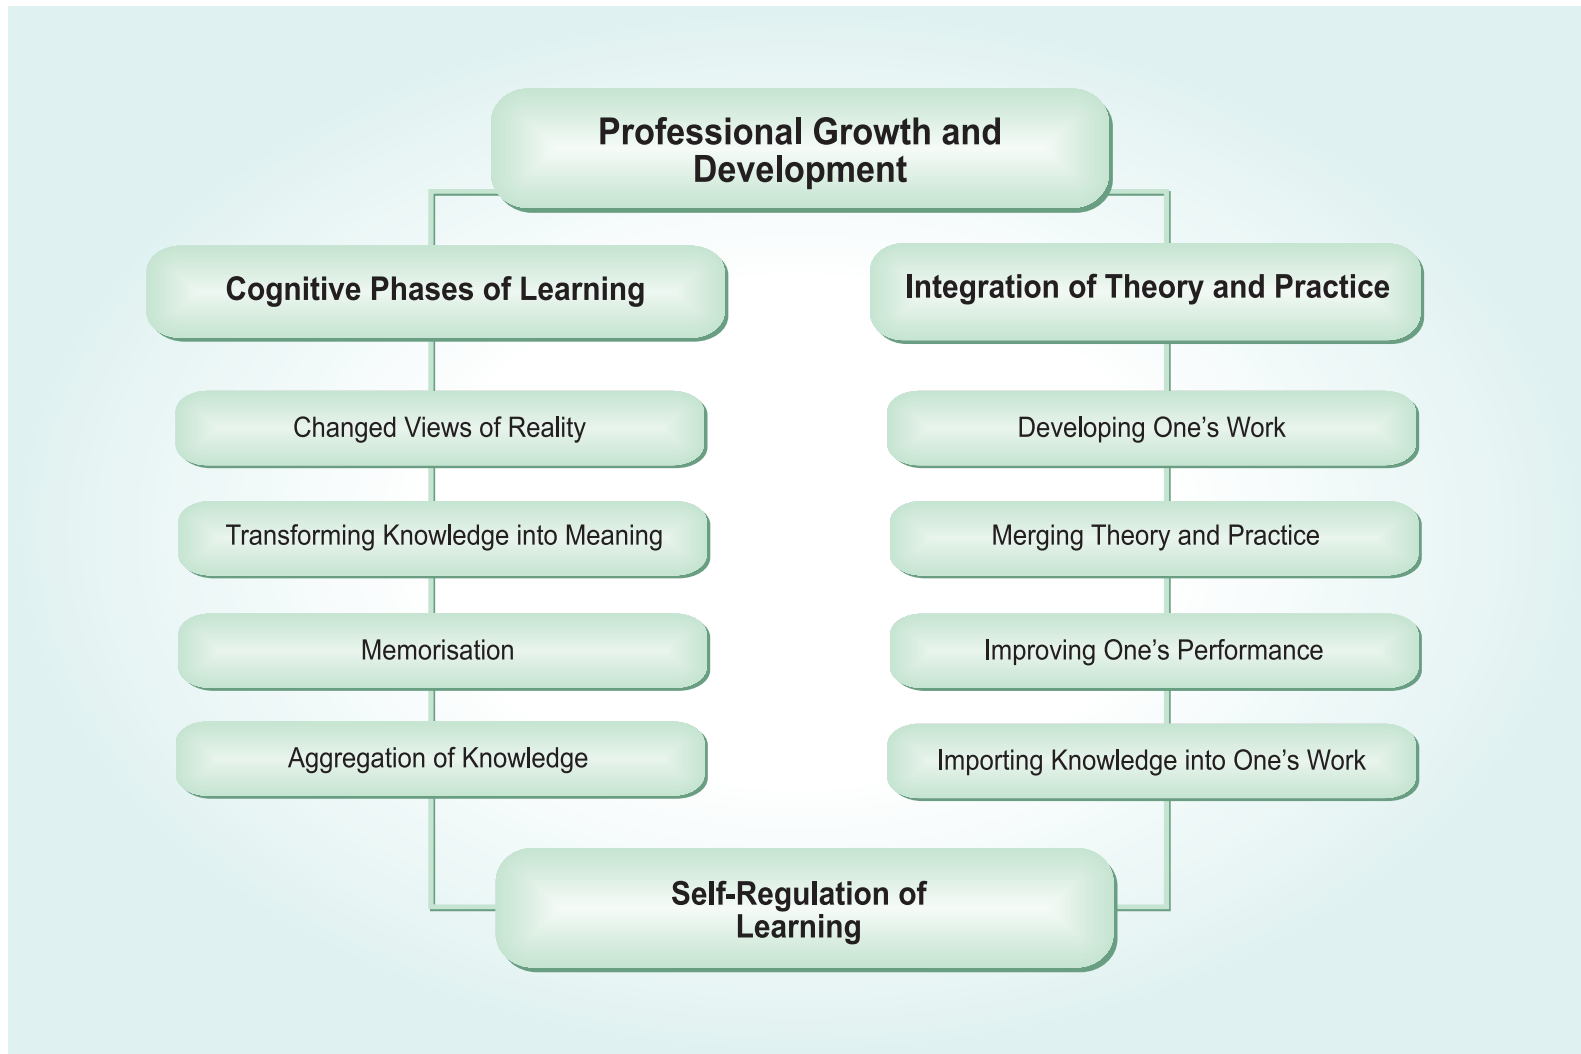 Professional Growth and
Development
Cognitive Phases of Learning
Integration of Theory and Practice
Changed Views of Reality
Developing One’s Work
Transforming Knowledge into Meaning
Merging Theory and Practice
Memorisation
Improving One’s Performance
Aggregation of Knowledge
Importing Knowledge into One’s Work
Self-Regulation of
Learning